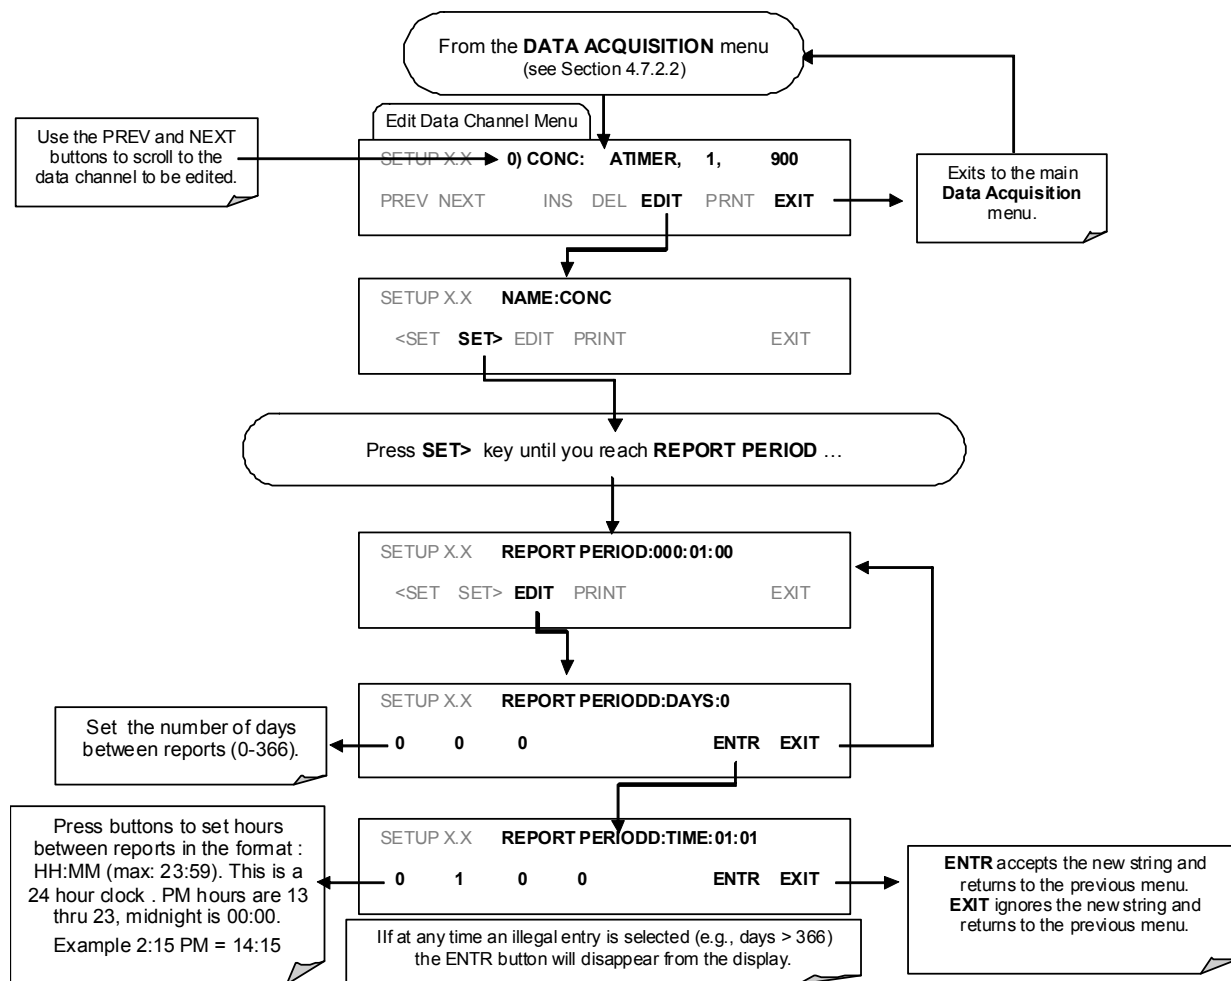 From the DATA ACQUISITION menu
(see Section 4.7.2.2)
Edit Data Channel Menu
Use the PREV and NEXT
buttons to scroll to the
data channel to be edited.
SETUP X.X 0) CONC: ATIMER, 1, 900
PREV NEXT INS DEL EDIT PRNT EXIT
Exits to the main
Data Acquisition
menu.
SETUP X.X NAME:CONC
<SET SET> EDIT PRINT EXIT
Press SET> key until you reach REPORT PERIOD …
SETUP X.X REPORT PERIOD:000:01:00
<SET SET> EDIT PRINT EXIT
SETUP X.X REPORT PERIODD:DAYS:0
0 0 0 ENTR EXIT
Set the number of days
between reports (0-366).
SETUP X.X REPORT PERIODD:TIME:01:01
0 1 0 0 ENTR EXIT
Press buttons to set hours
between reports in the format :
HH:MM (max: 23:59). This is a
24 hour clock . PM hours are 13
thru 23, midnight is 00:00.
Example 2:15 PM = 14:15
IIf at any time an illegal entry is selected (e.g., days > 366)
the ENTR button will disappear from the display.
ENTR accepts the new string and
returns to the previous menu.
EXIT ignores the new string and
returns to the previous menu.